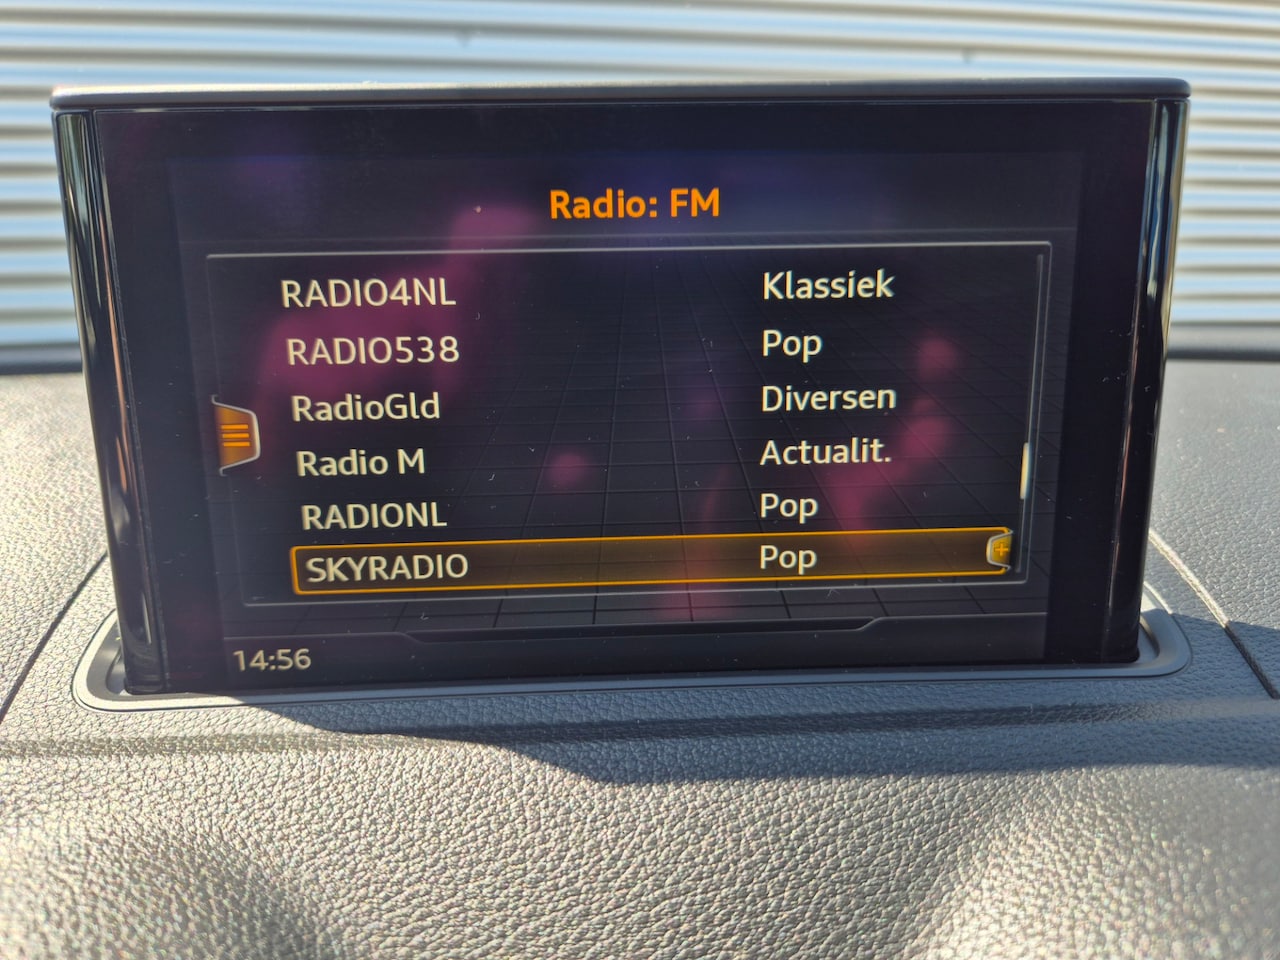 Radio: FM
RADIO4NL Klassiek
RADIO538 Pop
RadioGld Diversen
Radio M Actualit.
RADIONL Pop
SKYRADIO Pop
14:56